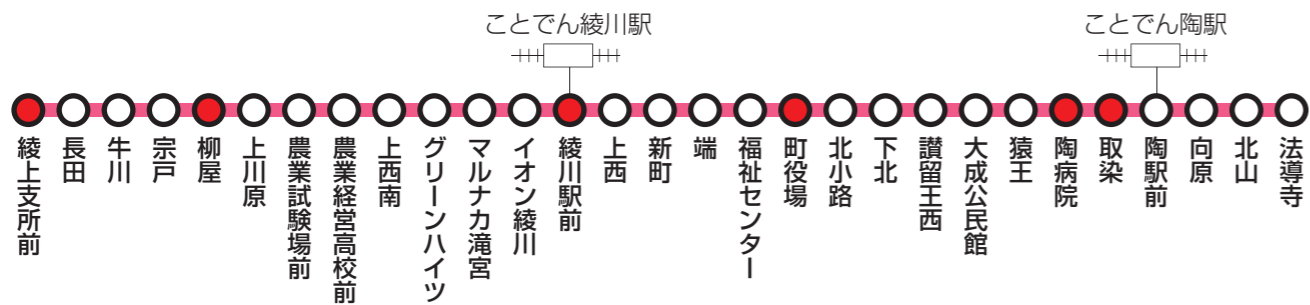 ことでん綾川駅
ことでん陶駅
綾上支所前
長田
牛川
宗戸
柳屋
上川原
農業試験場前
農業経営高校前
上西南
グリーンハイツ
マルナカ滝宮
イオン綾川
綾川駅前
上西
新町
端
福祉センター
町役場
北小路
下北
讃留王西
大成公民館
猿王
陶病院
取染
陶駅前
向原
北山
法導寺